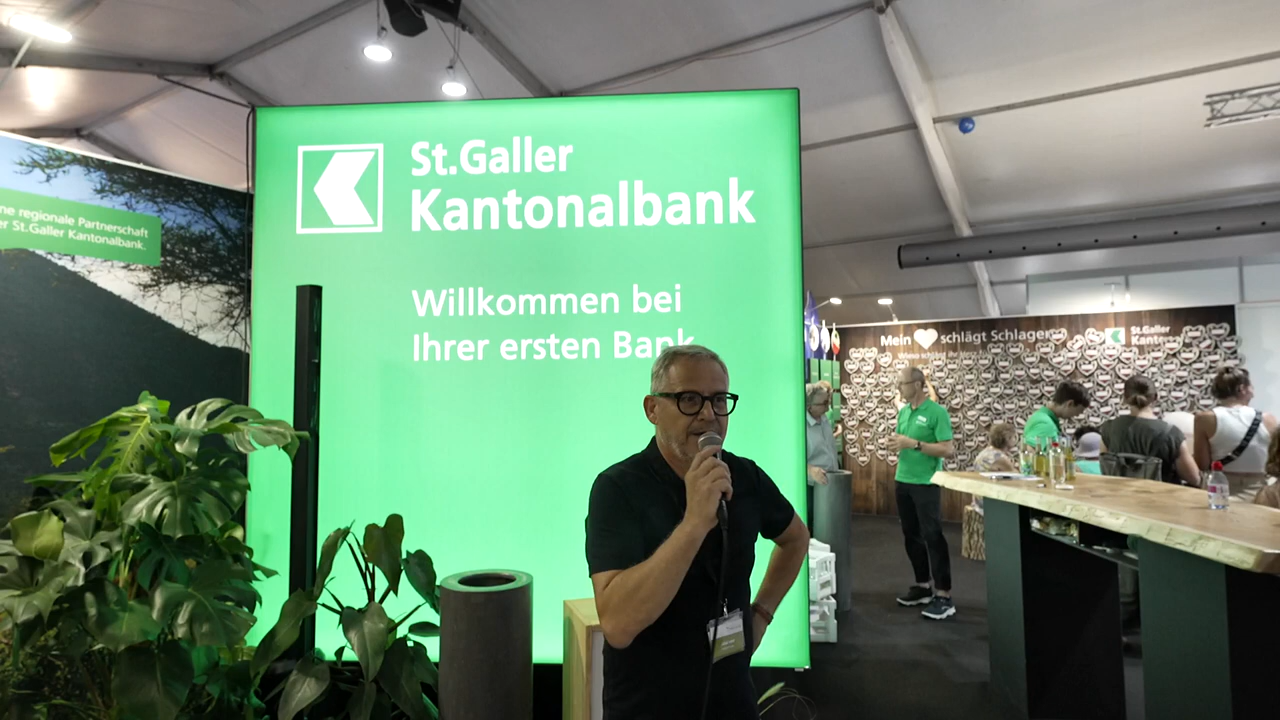 ne regionale Partnerschaft
er St.Galler Kantonalbank.
St.Galler
Kantonalbank
Willkommen bei
Ihrer ersten Bank
Mein schlägt Schlager
St.Galler